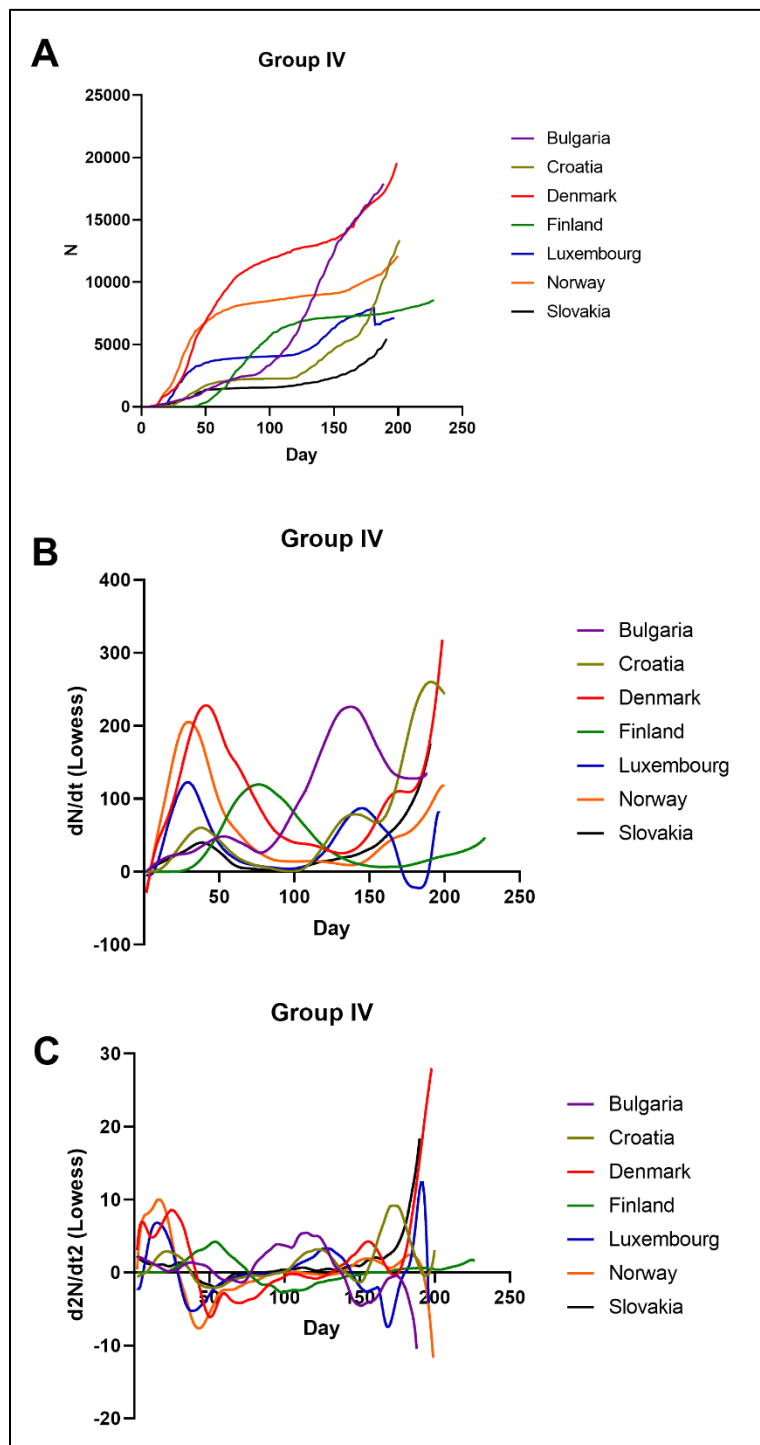 A
Group IV
25000
20000
15000
10000
5000
0
N
0 50 100 150 200 250
Day
Bulgaria
Croatia
Denmark
Finland
Luxembourg
Norway
Slovakia
B
Group IV
400
300
200
100
0
-100
dN/dt (Lowess)
50 100 150 200 250
Day
Bulgaria
Croatia
Denmark
Finland
Luxembourg
Norway
Slovakia
C
Group IV
30
20
10
0
-10
-20
d2N/dt2 (Lowess)
50 100 150 200 250
Day
Bulgaria
Croatia
Denmark
Finland
Luxembourg
Norway
Slovakia